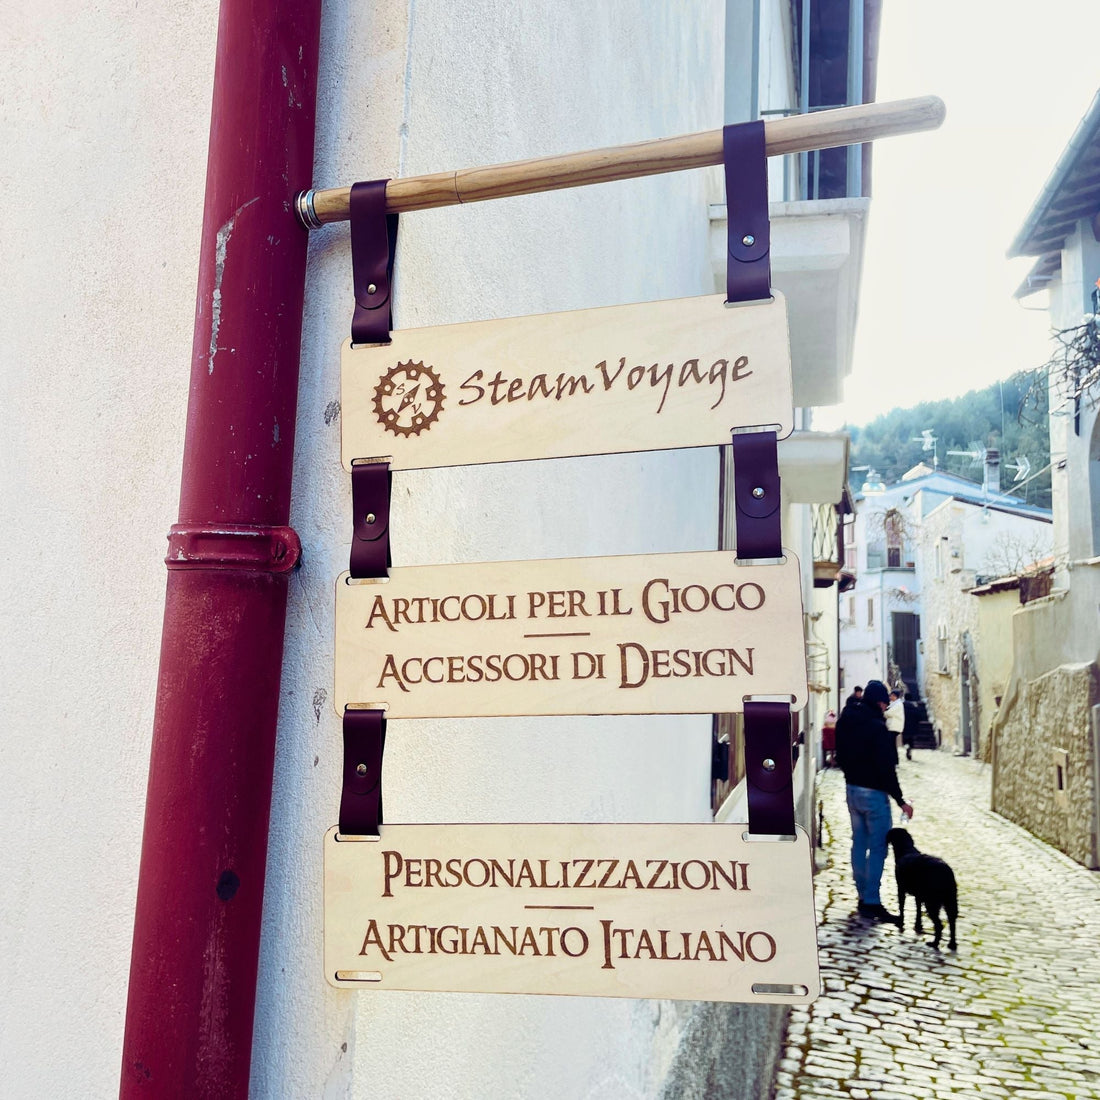 S
V
SteamVoyage
Articoli per il Gioco
Accessori di Design
Personalizzazioni
Artigianato Italiano